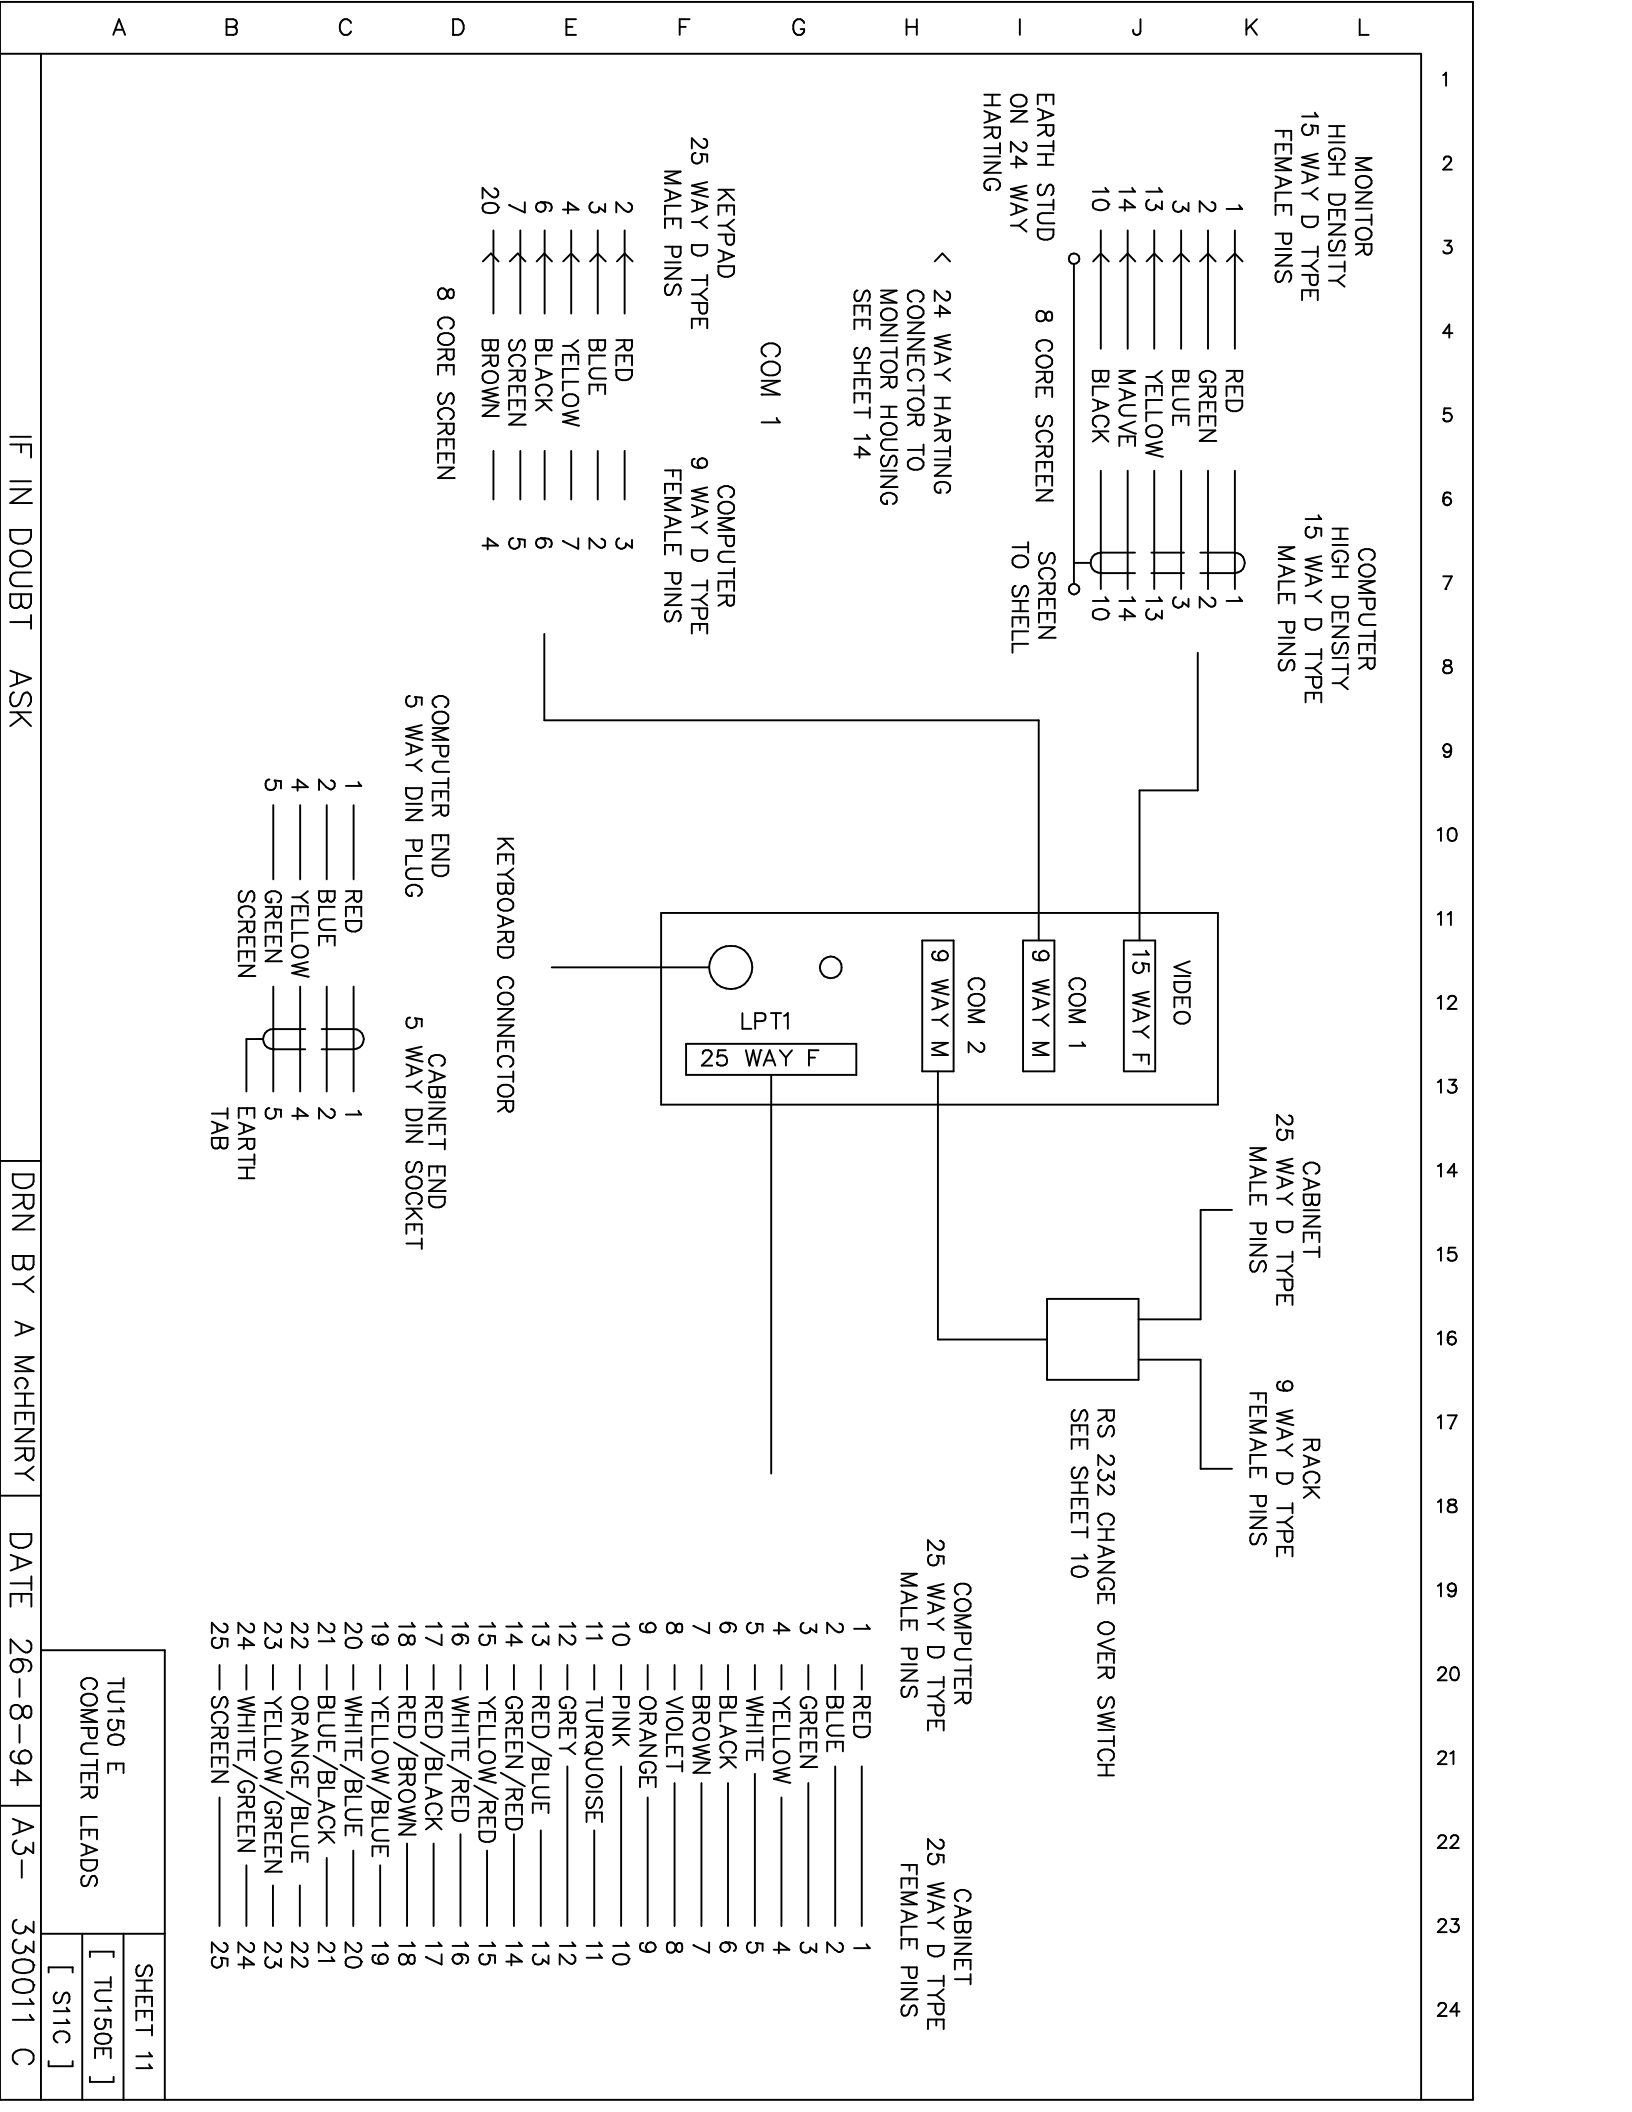 1 2 3 4 5 6 7 8 9 10 11 12 13 14 15 16 17 18 19 20 21 22 23 24
L
K
J
I
H
G
F
E
D
C
B
A
MONITOR
HIGH DENSITY
15 WAY D TYPE
FEMALE PINS
COMPUTER
HIGH DENSITY
15 WAY D TYPE
MALE PINS
1 RED 1
2 GREEN 2
3 BLUE 3
13 YELLOW 13
14 MAUVE 14
10 BLACK 10
EARTH STUD
ON 24 WAY
HARTING
8 CORE SCREEN
SCREEN
TO SHELL
< 24 WAY HARTING
CONNECTOR TO
MONITOR HOUSING
SEE SHEET 14
COM 1
KEYPAD
25 WAY D TYPE
MALE PINS
COMPUTER
9 WAY D TYPE
FEMALE PINS
2 RED 3
3 BLUE 2
4 YELLOW 7
6 BLACK 6
7 SCREEN 5
20 BROWN 4
8 CORE SCREEN
VIDEO
15 WAY F
COM 1
9 WAY M
COM 2
9 WAY M
LPT1
25 WAY F
KEYBOARD CONNECTOR
COMPUTER END
5 WAY DIN PLUG
CABINET END
5 WAY DIN SOCKET
1 RED 1
2 BLUE 2
4 YELLOW 4
5 GREEN 5
SCREEN EARTH
TAB
CABINET
25 WAY D TYPE
MALE PINS
RACK
9 WAY D TYPE
FEMALE PINS
RS 232 CHANGE OVER SWITCH
SEE SHEET 10
COMPUTER
25 WAY D TYPE
MALE PINS
CABINET
25 WAY D TYPE
FEMALE PINS
1 RED 1
2 BLUE 2
3 GREEN 3
4 YELLOW 4
5 WHITE 5
6 BLACK 6
7 BROWN 7
8 VIOLET 8
9 ORANGE 9
10 PINK 10
11 TURQUOISE 11
12 GREY 12
13 RED/BLUE 13
14 GREEN/RED 14
15 YELLOW/RED 15
16 WHITE/RED 16
17 RED/BLACK 17
18 RED/BROWN 18
19 YELLOW/BLUE 19
20 WHITE/BLUE 20
21 BLUE/BLACK 21
22 ORANGE/BLUE 22
23 YELLOW/GREEN 23
24 WHITE/GREEN 24
25 SCREEN 25
TU150 E
COMPUTER LEADS
SHEET 11
[ TU150E ]
[ S11C ]
IF IN DOUBT ASK
DRN BY A McHENRY
DATE 26-8-94
A3- 330011 C